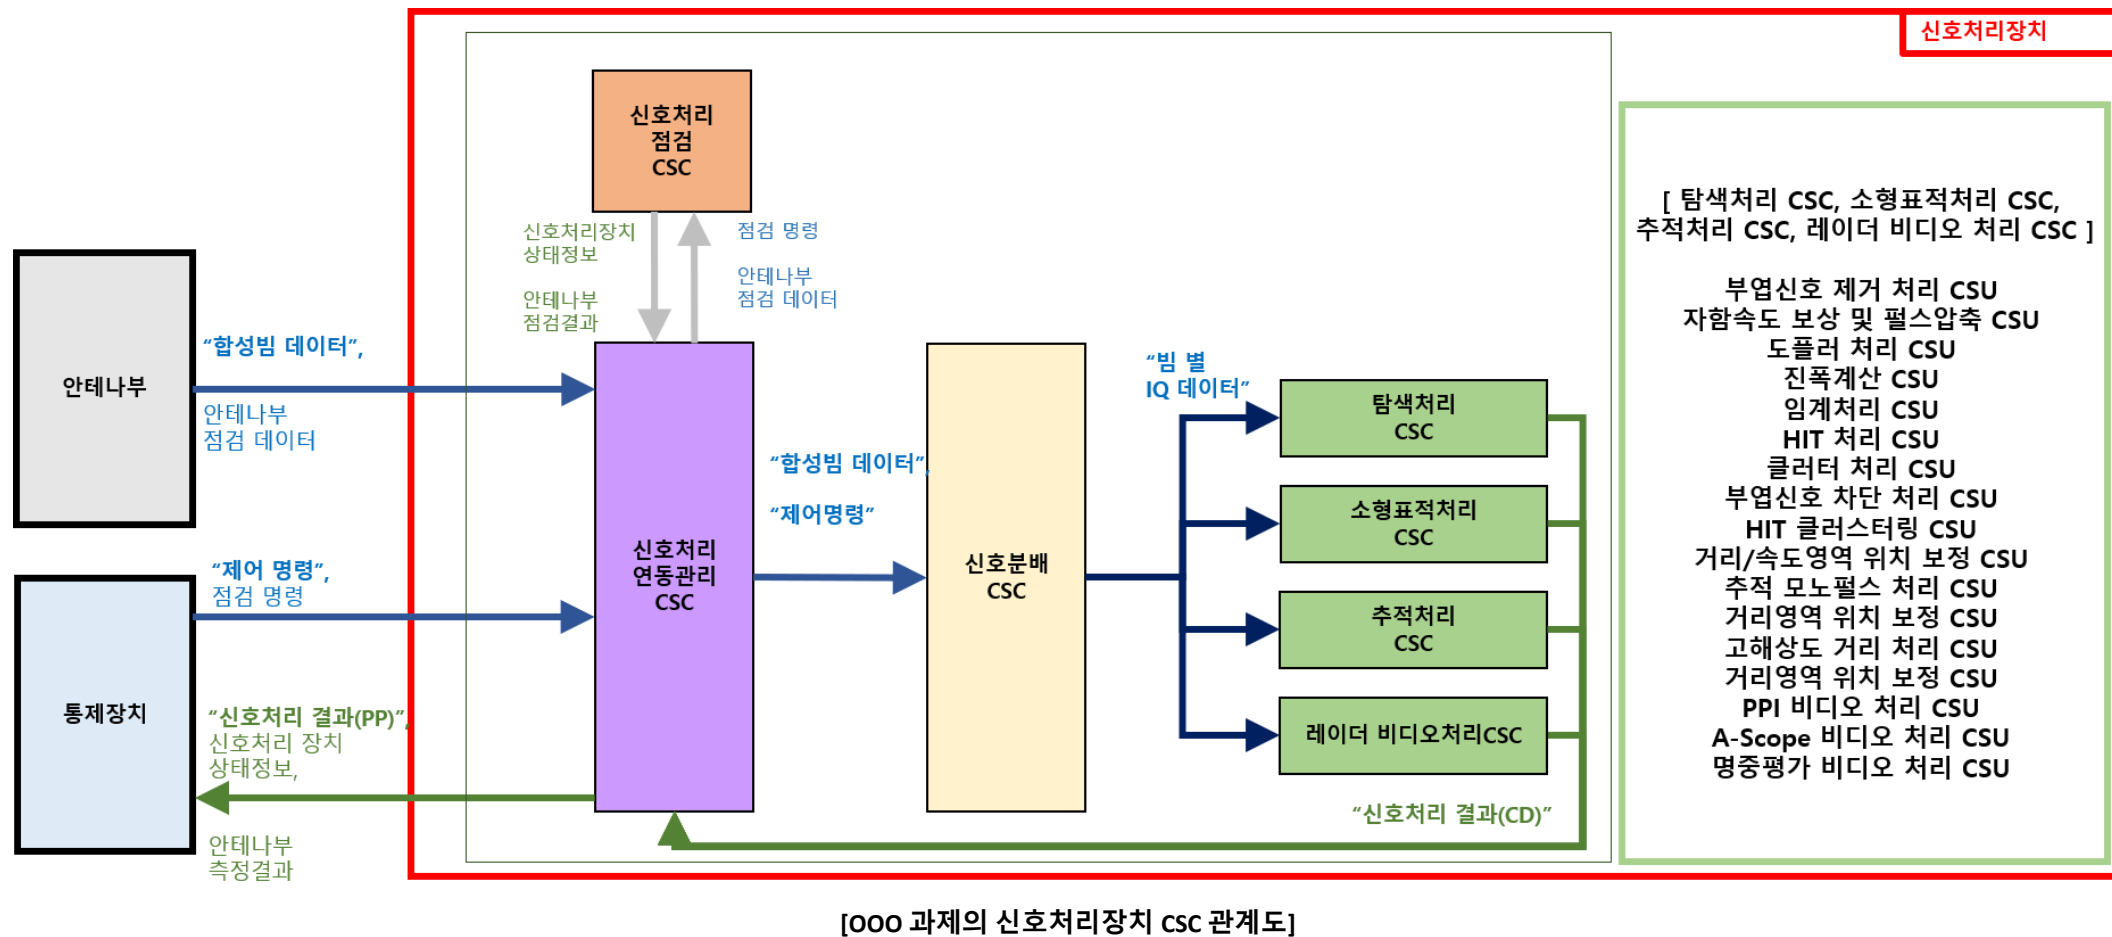 신호처리장치
신호처리
점검
CSC
신호처리장치
상태정보
안테나부
점검결과
점검 명령
안테나부
점검 데이터
안테나부
“합성빔 데이터”,
안테나부
점검 데이터
통제장치
“제어 명령”,
점검 명령
“신호처리 결과(PP)”,
신호처리 장치
상태정보,
안테나부
측정결과
신호처리
연동관리
CSC
“합성빔 데이터”,
“제어명령”
신호분배
CSC
“빔 별
IQ 데이터”
탐색처리
CSC
소형표적처리
CSC
추적처리
CSC
레이더 비디오처리CSC
“신호처리 결과(CD)”
[ 탐색처리 CSC, 소형표적처리 CSC,
추적처리 CSC, 레이더 비디오 처리 CSC ]
부엽신호 제거 처리 CSU
자함속도 보상 및 펄스압축 CSU
도플러 처리 CSU
진폭계산 CSU
임계처리 CSU
HIT 처리 CSU
클러터 처리 CSU
부엽신호 차단 처리 CSU
HIT 클러스터링 CSU
거리/속도영역 위치 보정 CSU
추적 모노펄스 처리 CSU
거리영역 위치 보정 CSU
고해상도 거리 처리 CSU
거리영역 위치 보정 CSU
PPI 비디오 처리 CSU
A-Scope 비디오 처리 CSU
명중평가 비디오 처리 CSU
[OOO 과제의 신호처리장치 CSC 관계도]